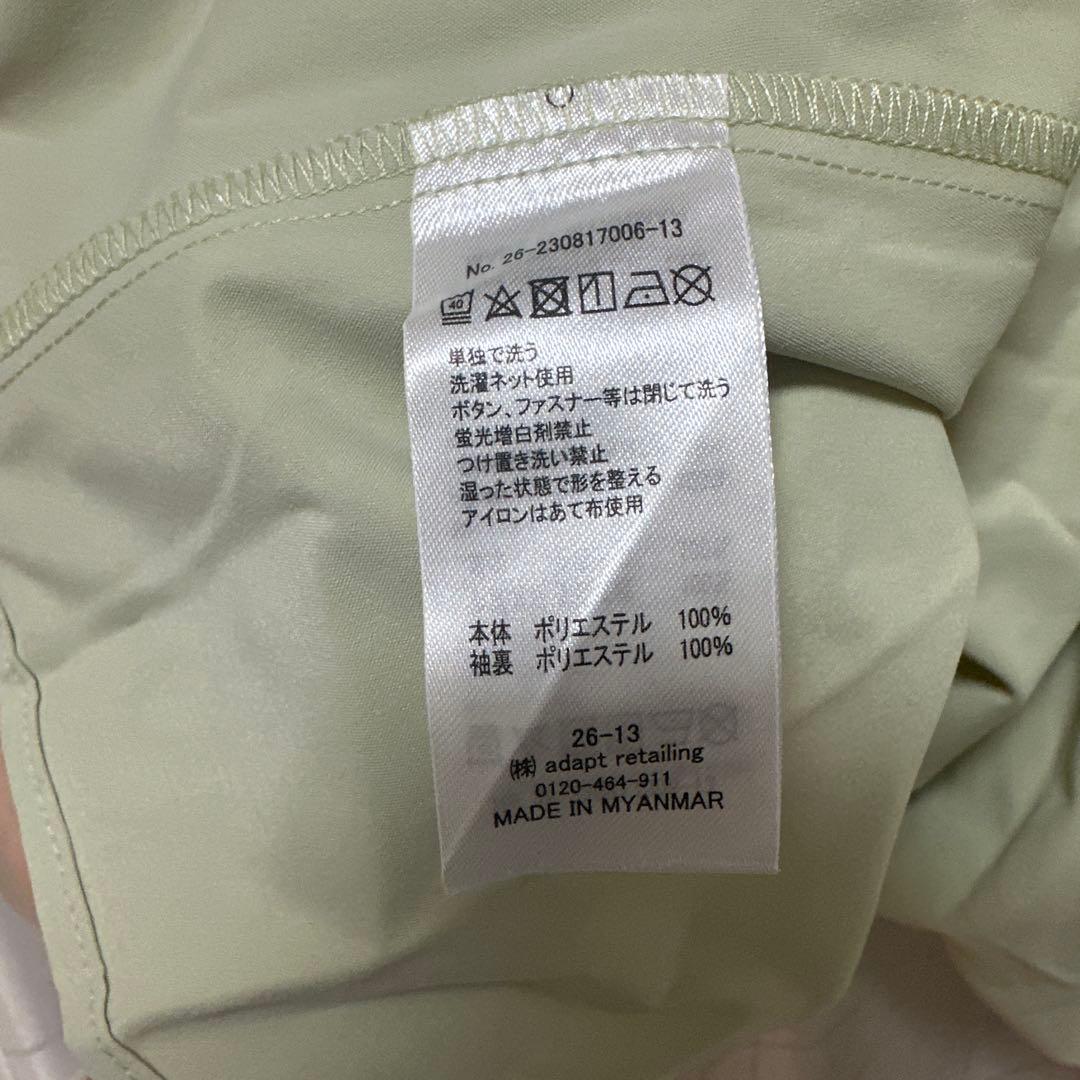 No. 26-230817006-13
40
単独で洗う
洗濯ネット使用
ボタン、ファスナー等は閉じて洗う
蛍光増白剤禁止
つけ置き洗い禁止
湿った状態で形を整える
アイロンはあて布使用
本体 ポリエステル 100%
袖裏 ポリエステル 100%
26-13
㈱ adapt retailing
0120-464-911
MADE IN MYANMAR